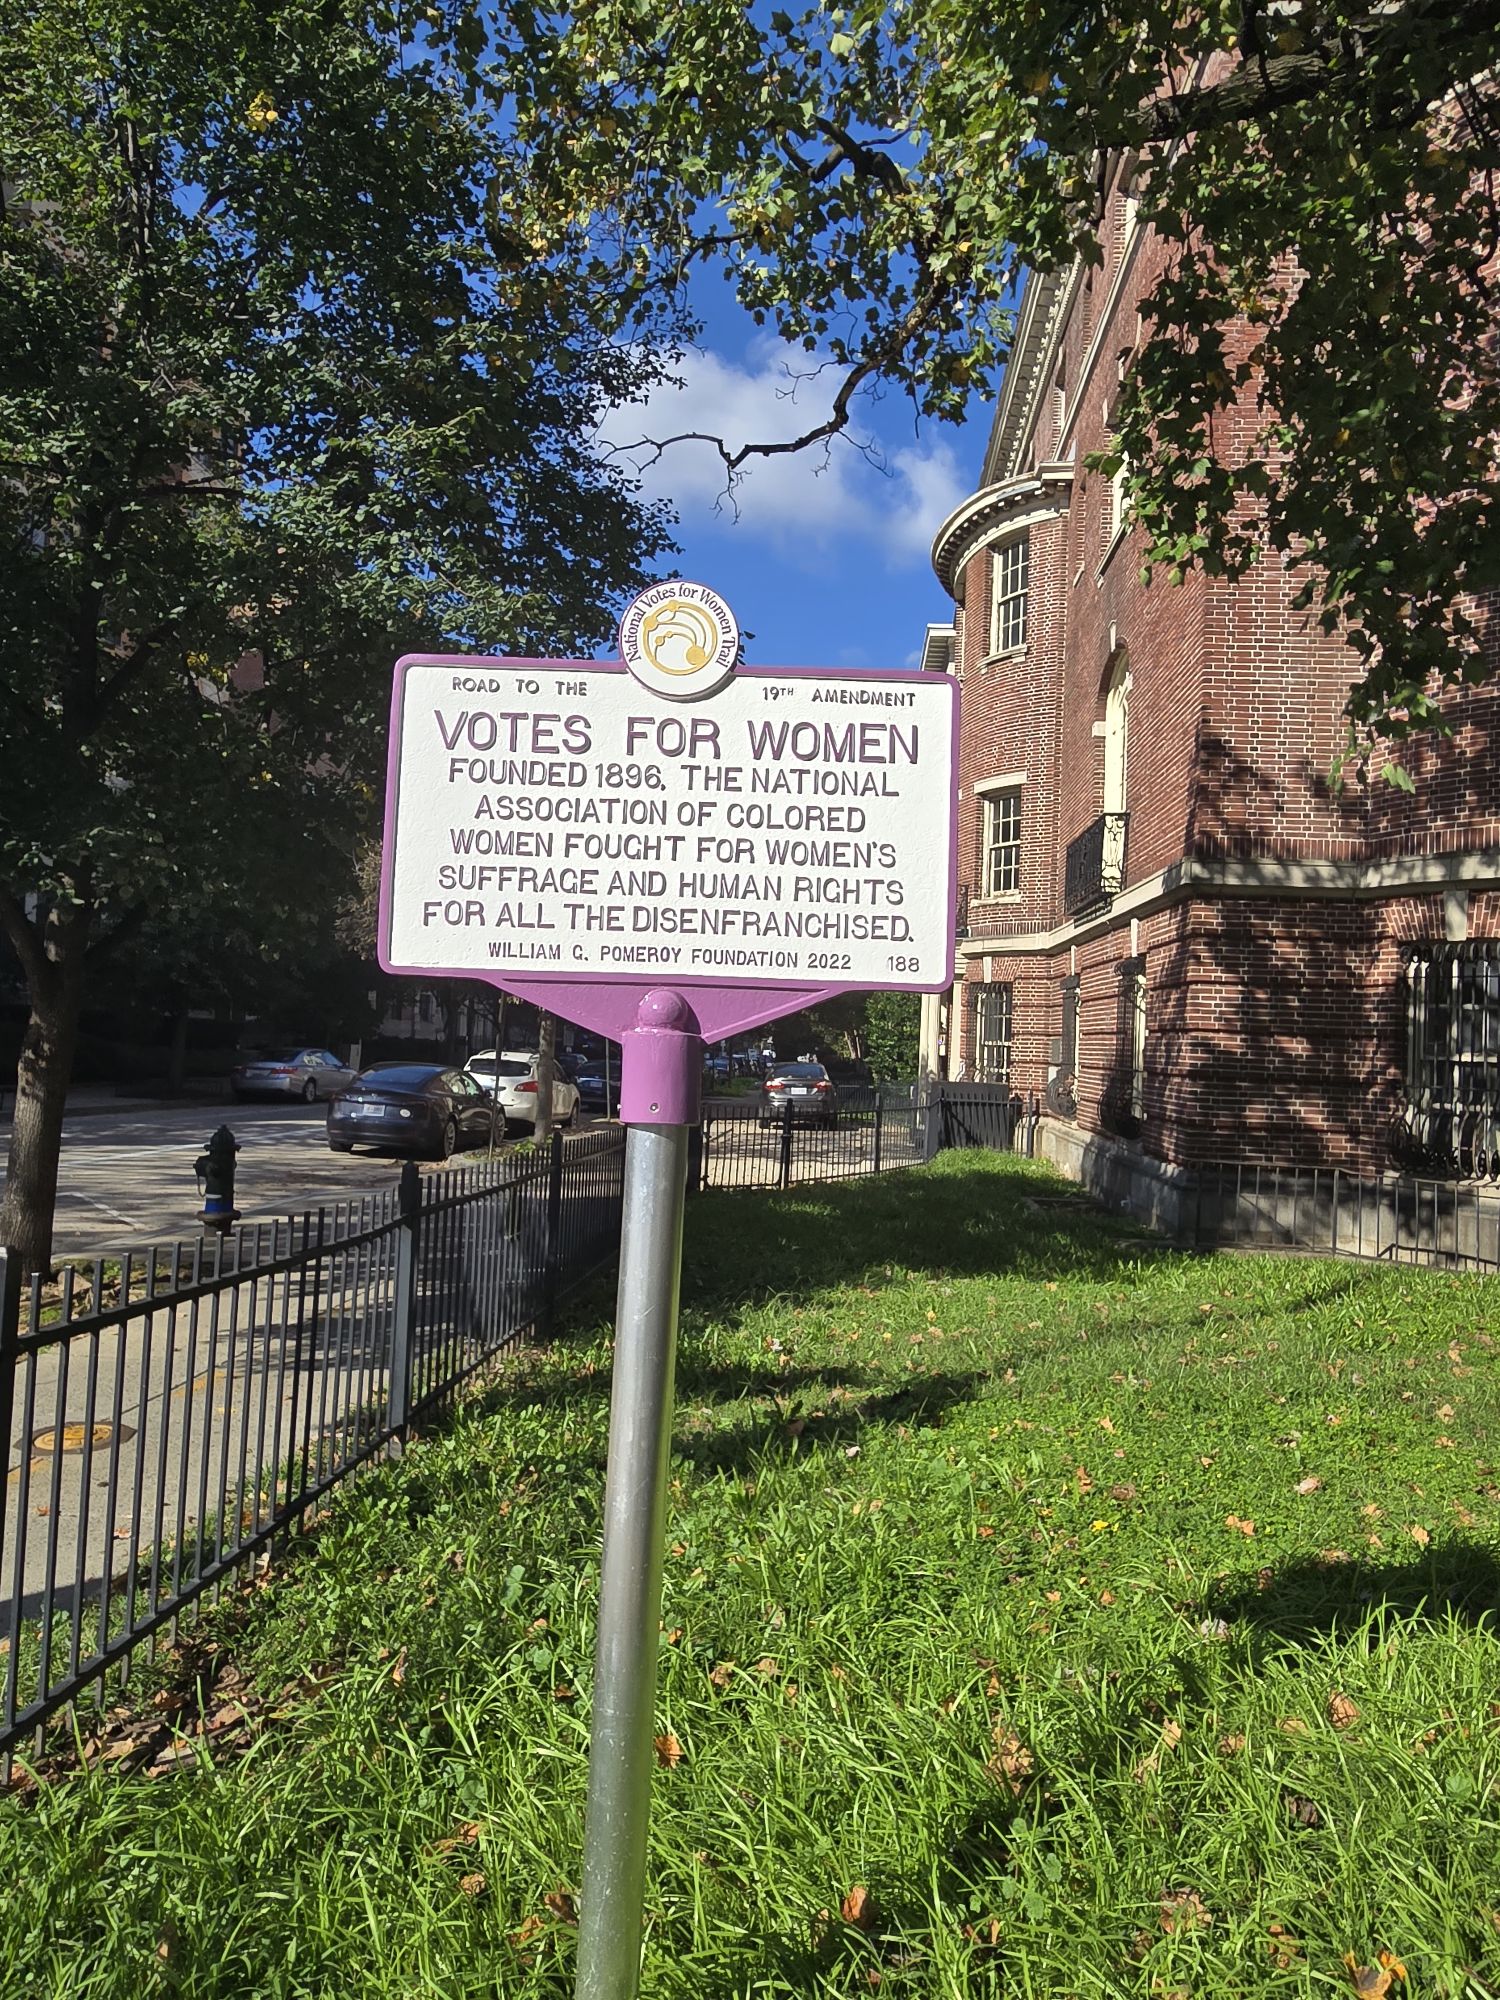 National Votes for Women Trail
ROAD TO THE 19TH AMENDMENT
VOTES FOR WOMEN
FOUNDED 1896, THE NATIONAL
ASSOCIATION OF COLORED
WOMEN FOUGHT FOR WOMEN'S
SUFFRAGE AND HUMAN RIGHTS
FOR ALL THE DISENFRANCHISED.
WILLIAM G. POMEROY FOUNDATION 2022 188